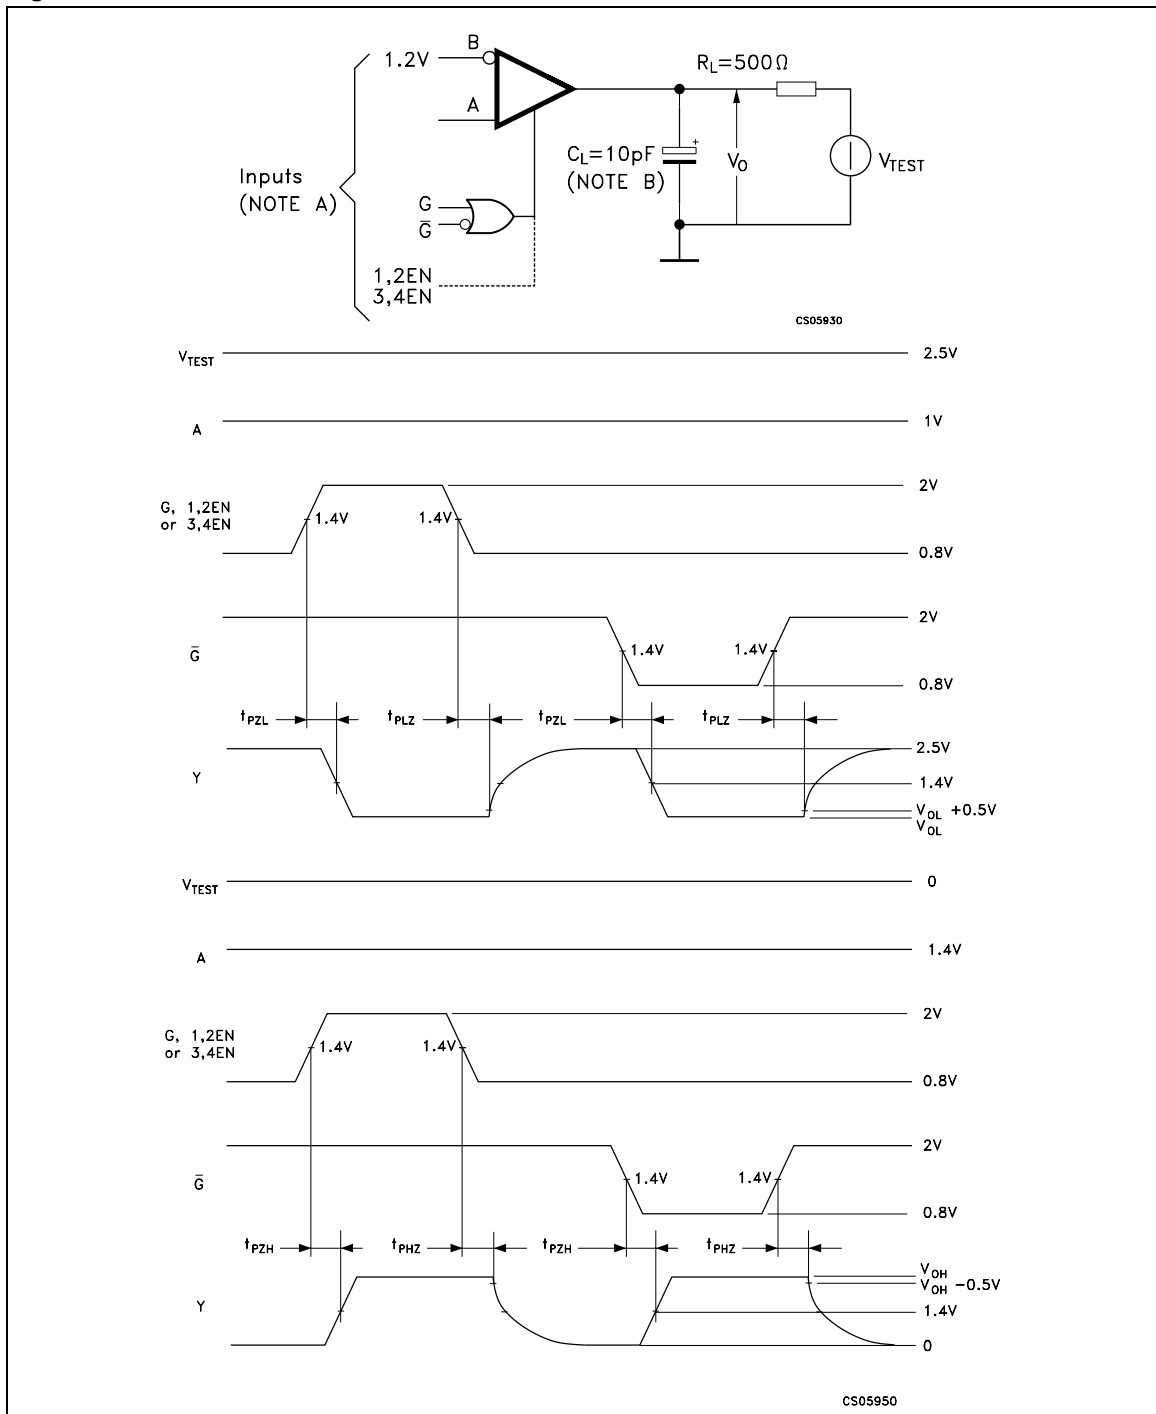 B
1.2V
R_L=500Ω
A
C_L=10pF
(NOTE B)
+
V_O
V_TEST
Inputs
(NOTE A)
G
G̅
1,2EN
3,4EN
CS05930
V_TEST 2.5V
A 1V
2V
G, 1,2EN
or 3,4EN
1.4V 1.4V
0.8V
2V
G̅
1.4V 1.4V
0.8V
t_PZL t_PLZ t_PZL t_PLZ
2.5V
Y
1.4V
V_OL +0.5V
V_OL
V_TEST 0
A 1.4V
2V
G, 1,2EN
or 3,4EN
1.4V 1.4V
0.8V
2V
G̅
1.4V 1.4V
0.8V
t_PZH t_PHZ t_PZH t_PHZ
V_OH
V_OH −0.5V
Y
1.4V
0
CS05950